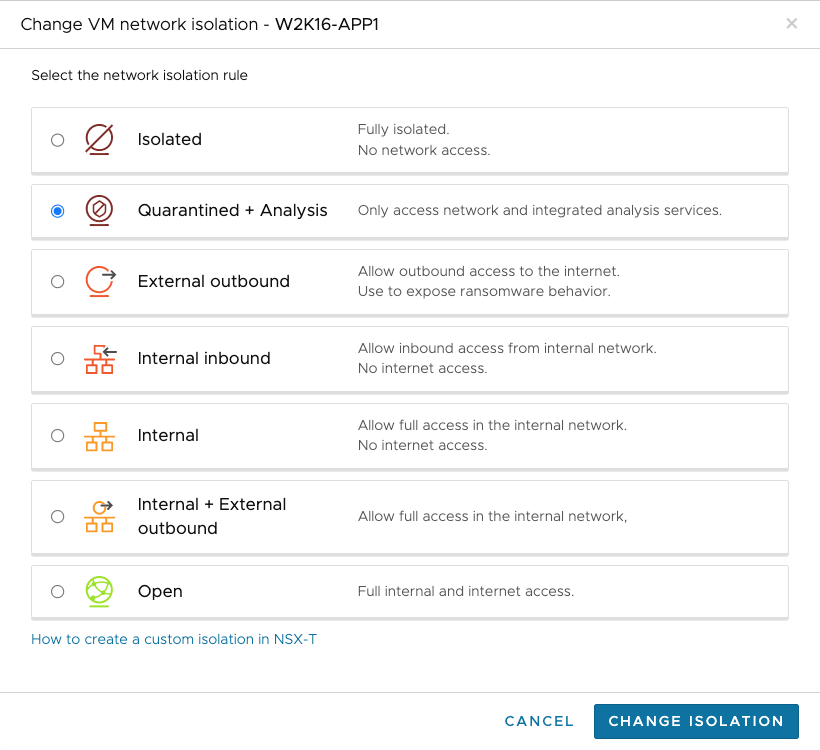 Change VM network isolation - W2K16-APP1
Select the network isolation rule
Isolated
Fully isolated.
No network access.
Quarantined + Analysis
Only access network and integrated analysis services.
External outbound
Allow outbound access to the internet.
Use to expose ransomware behavior.
Internal inbound
Allow inbound access from internal network.
No internet access.
Internal
Allow full access in the internal network.
No internet access.
Internal + External
outbound
Allow full access in the internal network,
Open
Full internal and internet access.
How to create a custom isolation in NSX-T
CANCEL
CHANGE ISOLATION